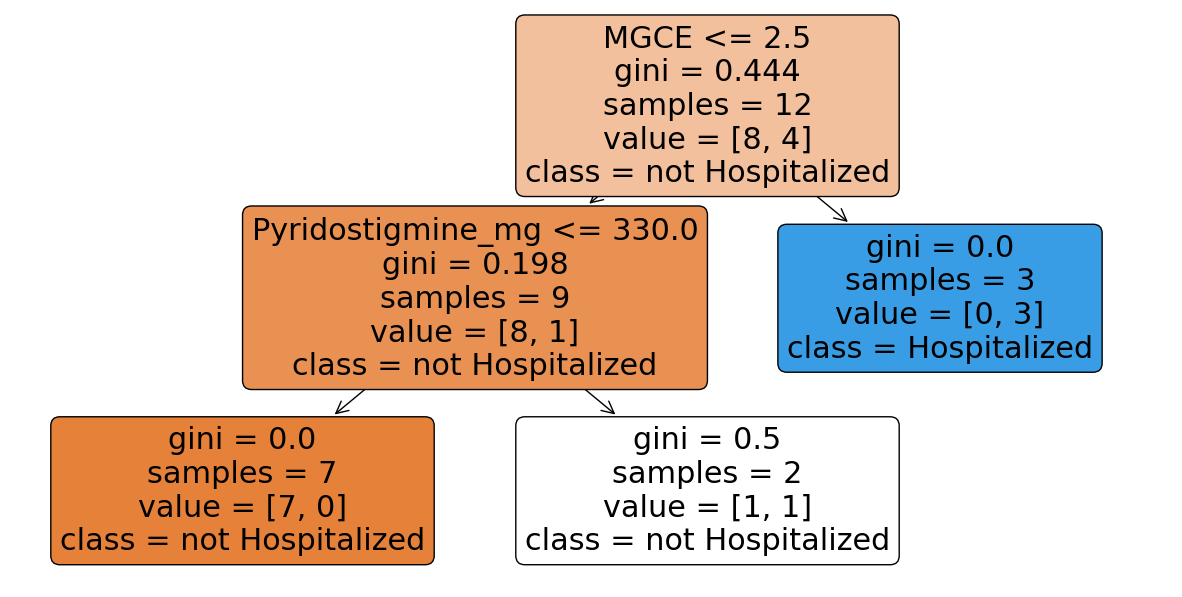 MGCE <= 2.5
gini = 0.444
samples = 12
value = [8, 4]
class = not Hospitalized
Pyridostigmine_mg <= 330.0
gini = 0.198
samples = 9
value = [8, 1]
class = not Hospitalized
gini = 0.0
samples = 3
value = [0, 3]
class = Hospitalized
gini = 0.0
samples = 7
value = [7, 0]
class = not Hospitalized
gini = 0.5
samples = 2
value = [1, 1]
class = not Hospitalized